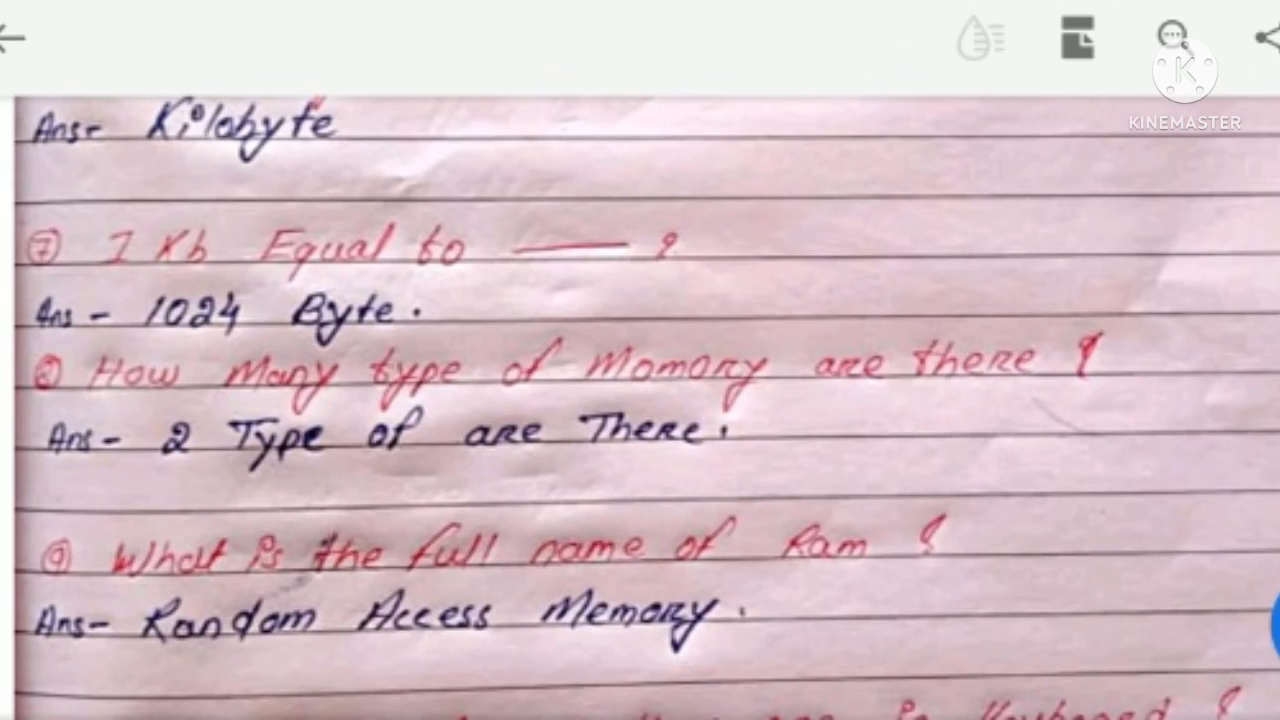 KINEMASTER
Ans- Kilobyte
⑦ 1 Kb Equal to —— ?
Ans - 1024 Byte.
⑧ How Many type of Momory are there ?
Ans - 2 Type of are There.
⑨ What is the full name of Ram ?
Ans- Random Access Memory.
Keyboard ?